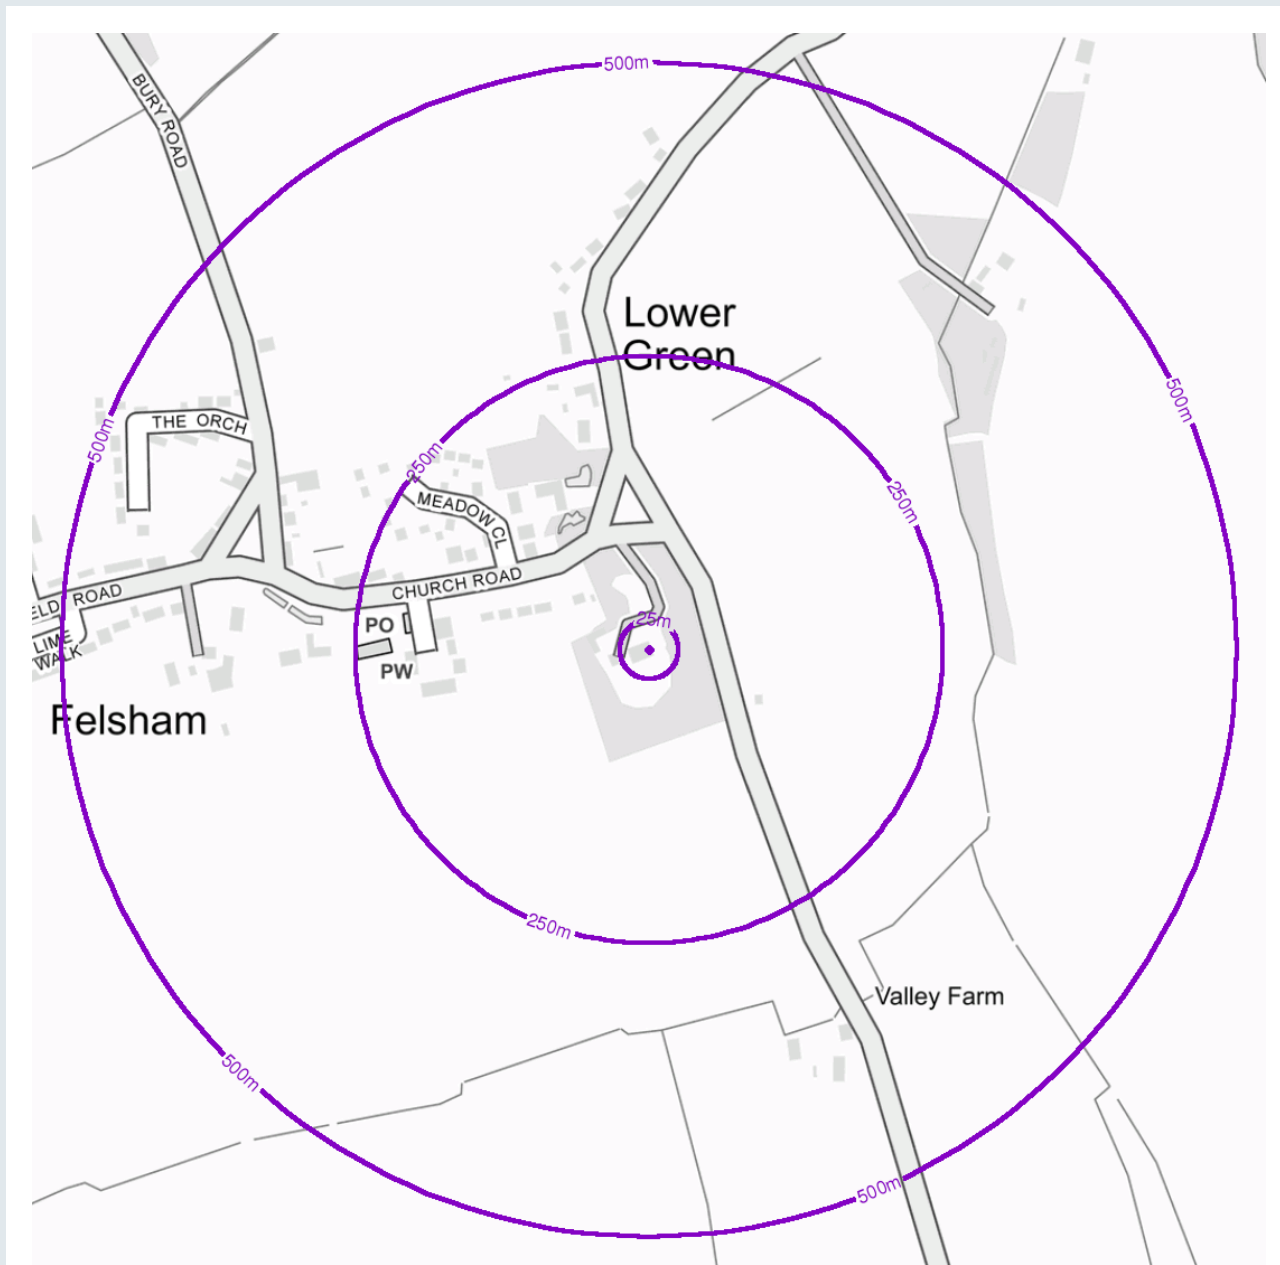 500m
BURY ROAD
Lower
Green
500m
THE ORCH
500m
250m
250m
MEADOW CL
CHURCH ROAD
ELD ROAD
PO
25m
LIME
WALK
PW
Felsham
250m
Valley Farm
500m
500m